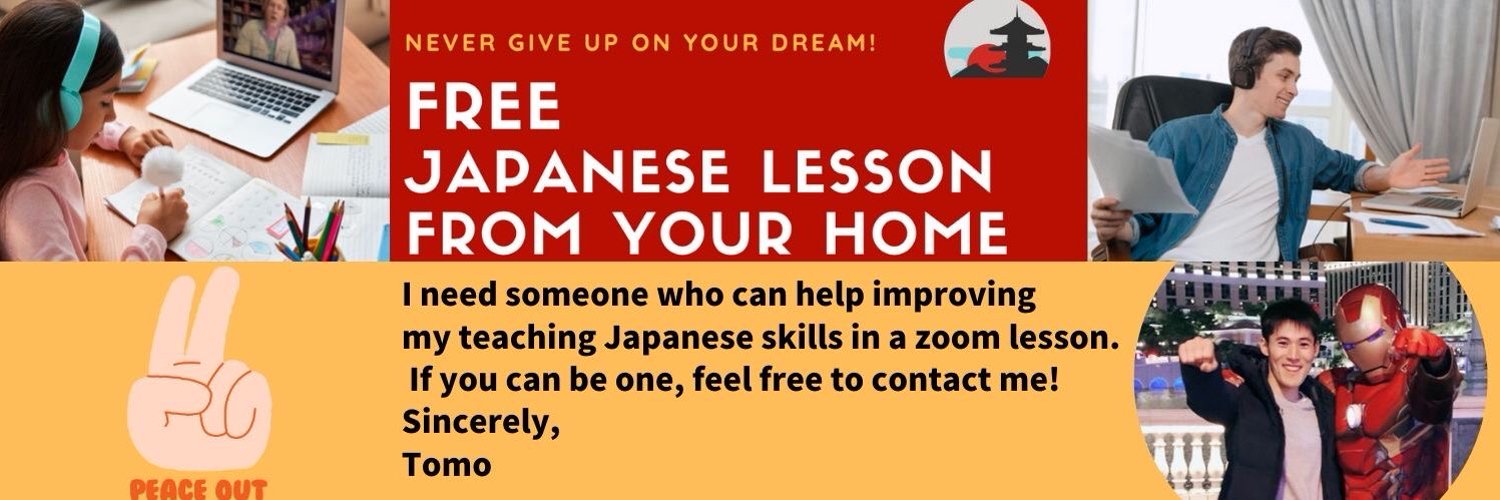 NEVER GIVE UP ON YOUR DREAM!
FREE
JAPANESE LESSON
FROM YOUR HOME
I need someone who can help improving
my teaching Japanese skills in a zoom lesson.
If you can be one, feel free to contact me!
Sincerely,
Tomo
PEACE OUT